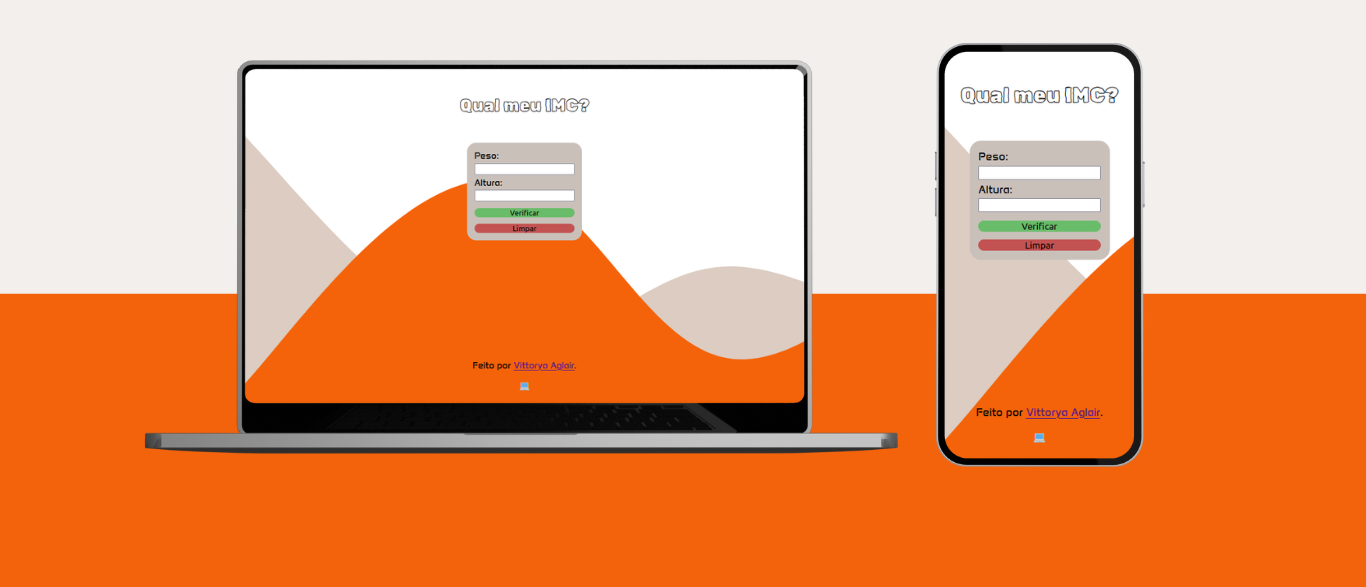 Qual meu IMC?
Peso:
Altura:
Verificar
Limpar
Feito por Vittorya Aglair.
Qual meu IMC?
Peso:
Altura:
Verificar
Limpar
Feito por Vittorya Aglair.